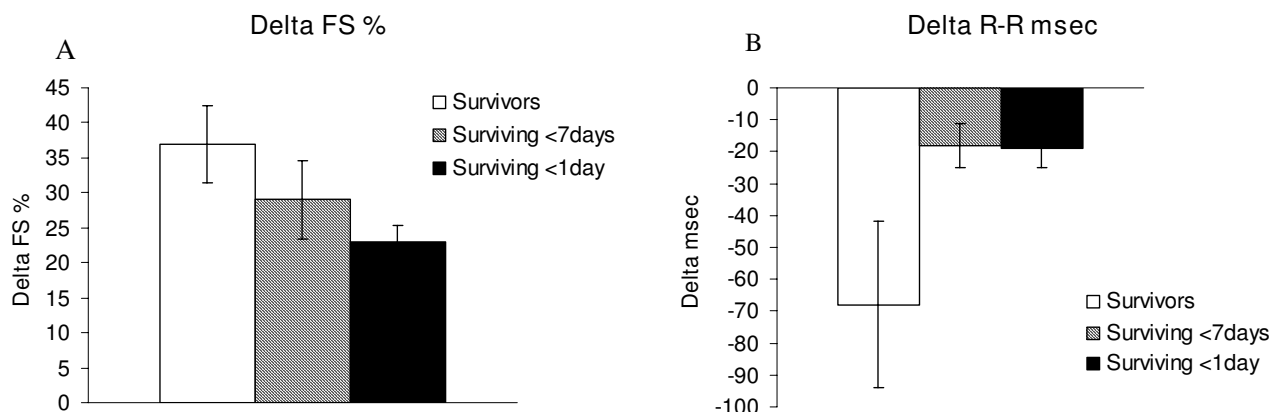 A
Delta FS %
Delta FS %
45
40
35
30
25
20
15
10
5
0
Survivors
Surviving <7days
Surviving <1day
B
Delta R-R msec
Delta msec
0
-10
-20
-30
-40
-50
-60
-70
-80
-90
-100
Survivors
Surviving <7days
Surviving <1day